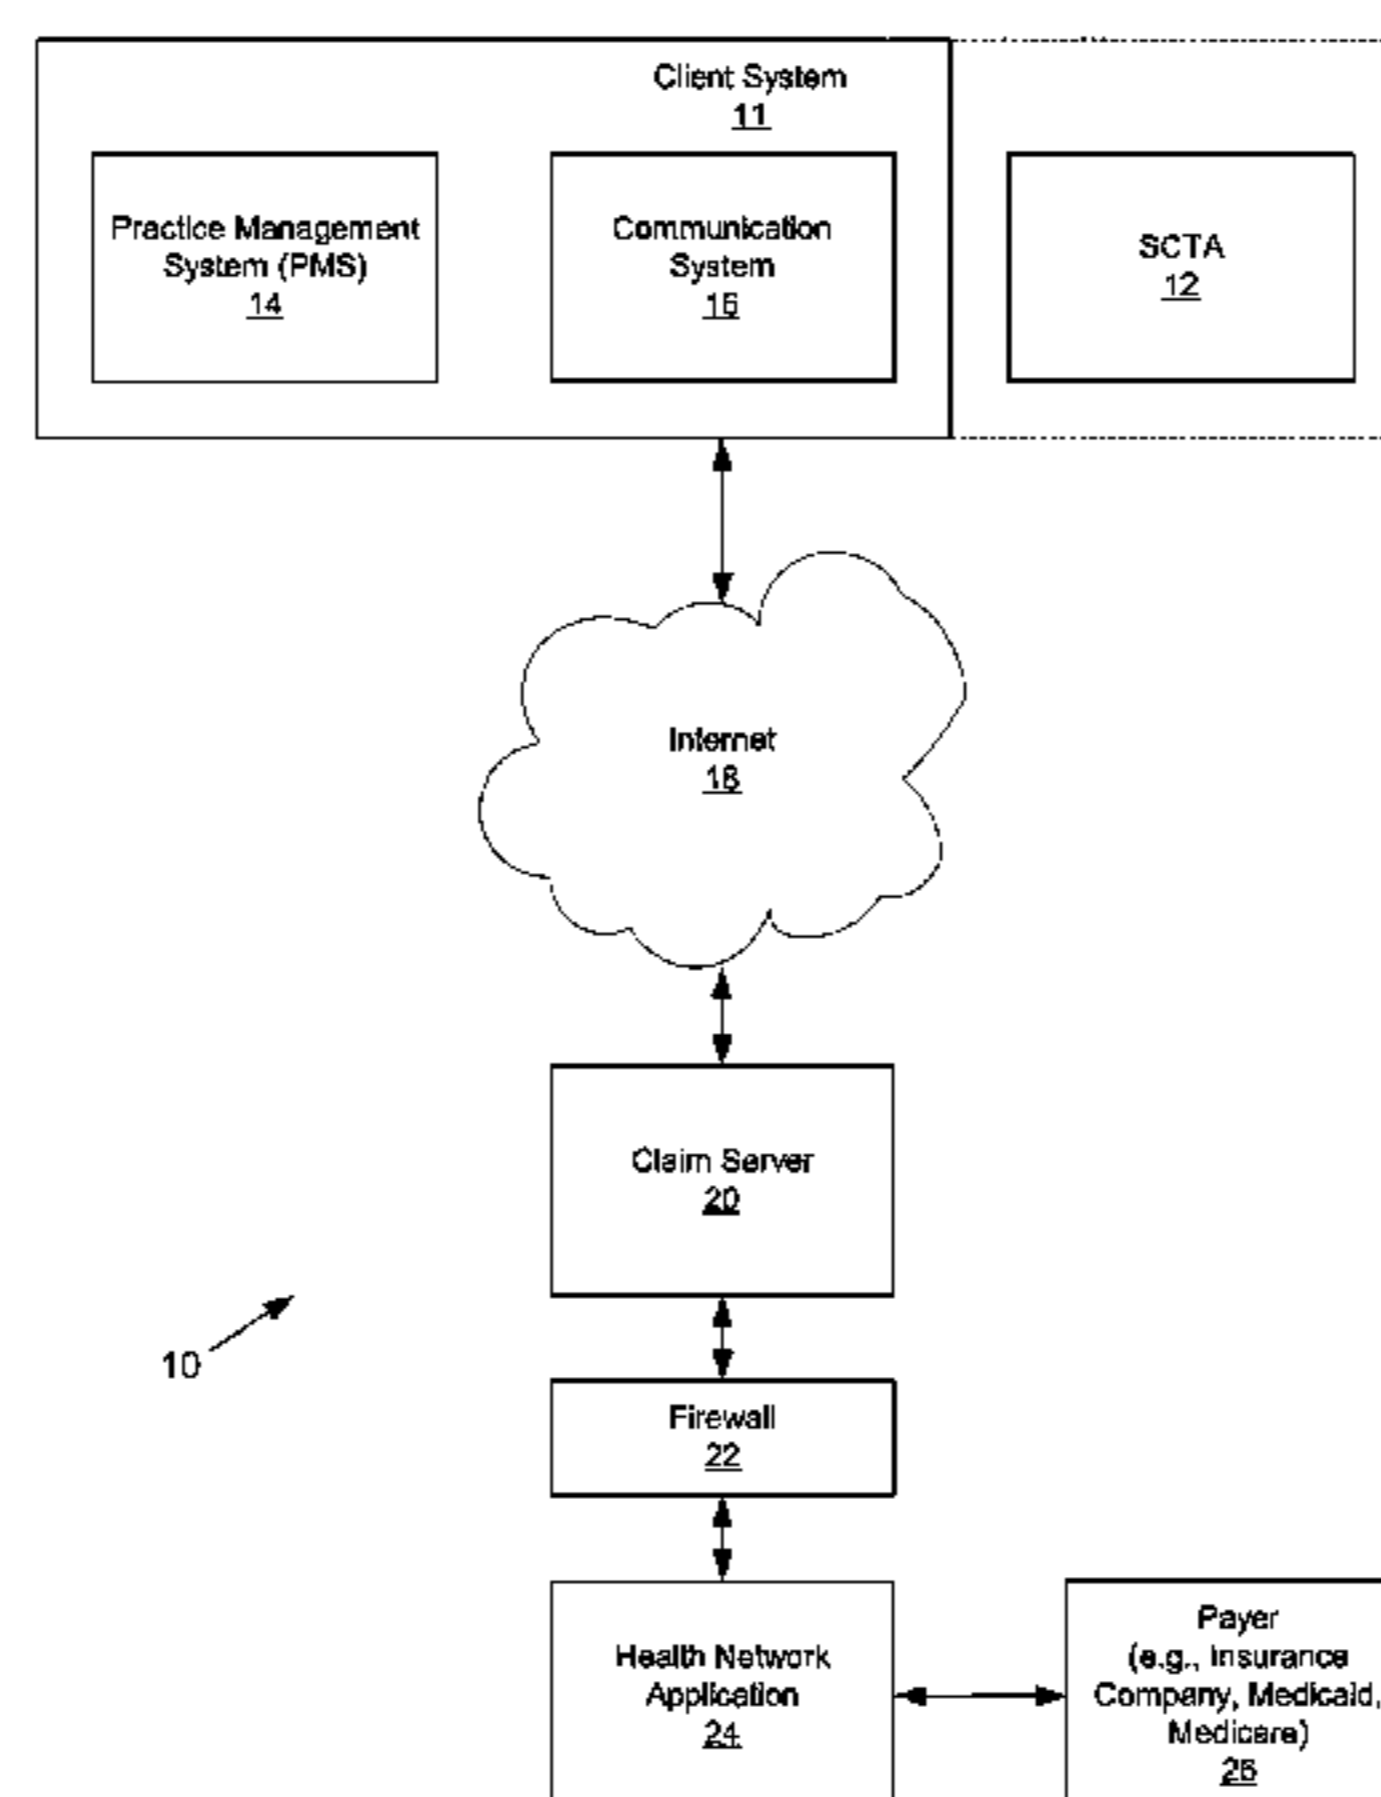 Client System
11
Practice Management
System (PMS)
14
Communication
System
16
SCTA
12
Internet
18
Claim Server
20
10
Firewall
22
Health Network
Application
24
Payer
(e.g., Insurance
Company, Medicaid,
Medicare)
26